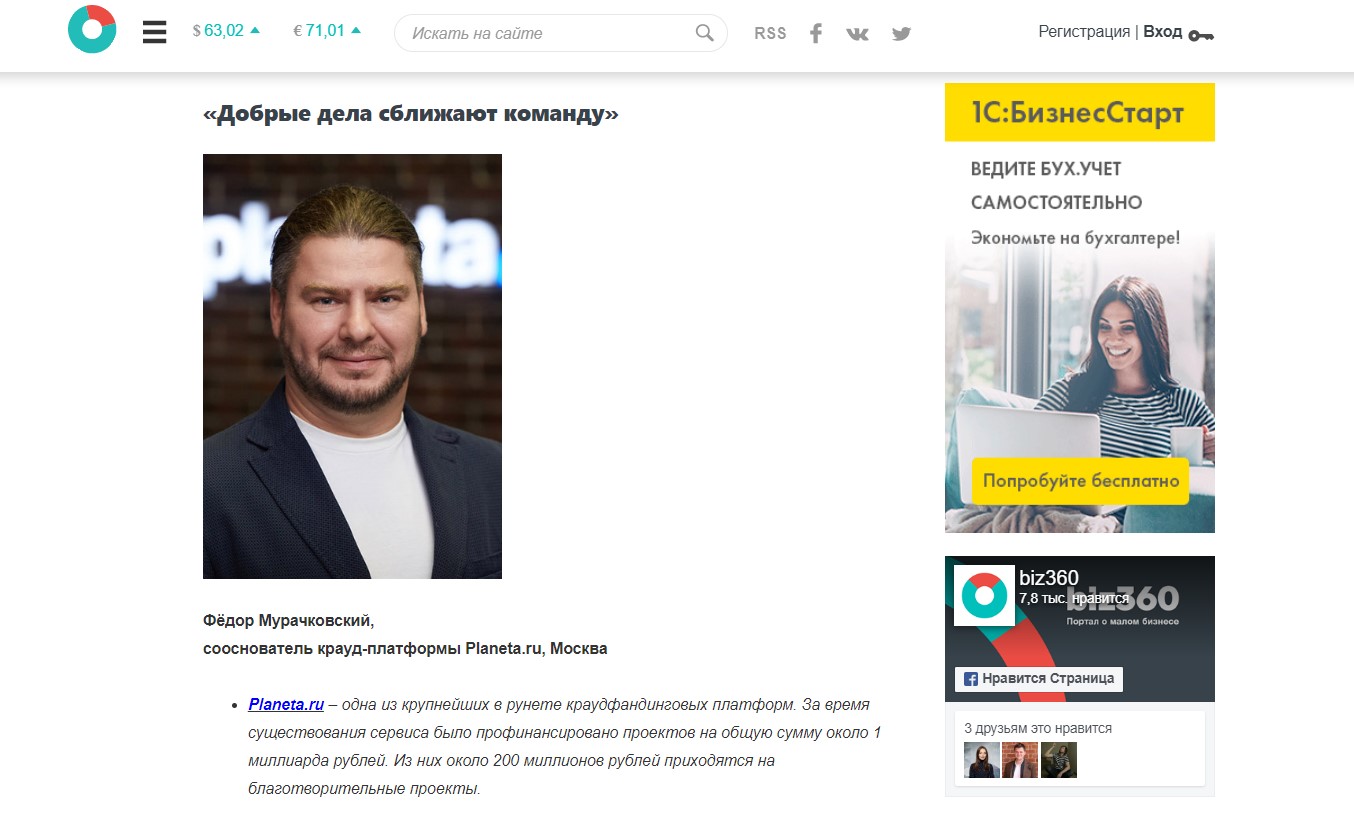 $ 63,02
€ 71,01
Искать на сайте
RSS
Регистрация | Вход
«Добрые дела сближают команду»
planeta
Фёдор Мурачковский,
сооснователь крауд-платформы Planeta.ru, Москва
Planeta.ru – одна из крупнейших в рунете краудфандинговых платформ. За время
существования сервиса было профинансировано проектов на общую сумму около 1
миллиарда рублей. Из них около 200 миллионов рублей приходятся на
благотворительные проекты.
1С:БизнесСтарт
ВЕДИТЕ БУХ.УЧЕТ
САМОСТОЯТЕЛЬНО
Экономьте на бухгалтере!
Попробуйте бесплатно
biz360
7,8 тыс. нравится
biz360
Портал о малом бизнесе
Нравится Страница
3 друзьям это нравится